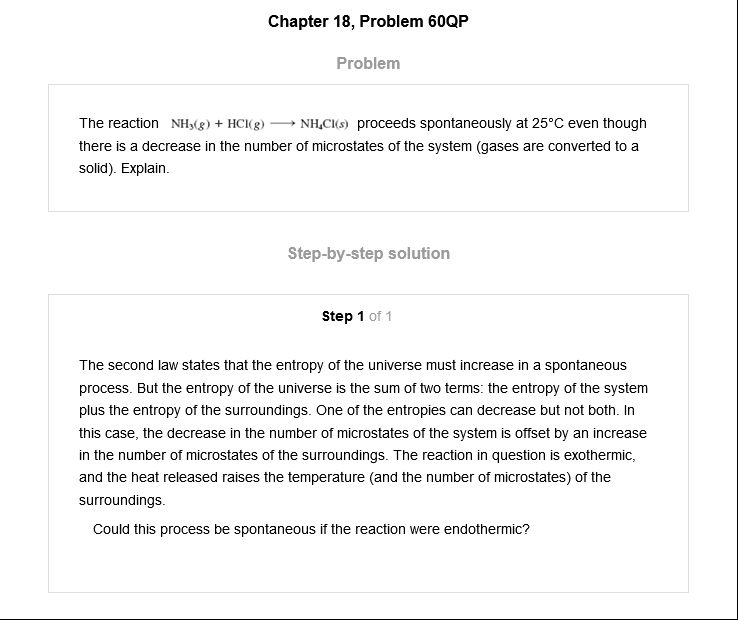 Chapter 18, Problem 60QP
Problem
The reaction NH₃(g) + HCl(g) ⟶ NH₄Cl(s) proceeds spontaneously at 25°C even though
there is a decrease in the number of microstates of the system (gases are converted to a
solid). Explain.
Step-by-step solution
Step 1 of 1
The second law states that the entropy of the universe must increase in a spontaneous
process. But the entropy of the universe is the sum of two terms: the entropy of the system
plus the entropy of the surroundings. One of the entropies can decrease but not both. In
this case, the decrease in the number of microstates of the system is offset by an increase
in the number of microstates of the surroundings. The reaction in question is exothermic,
and the heat released raises the temperature (and the number of microstates) of the
surroundings.
Could this process be spontaneous if the reaction were endothermic?